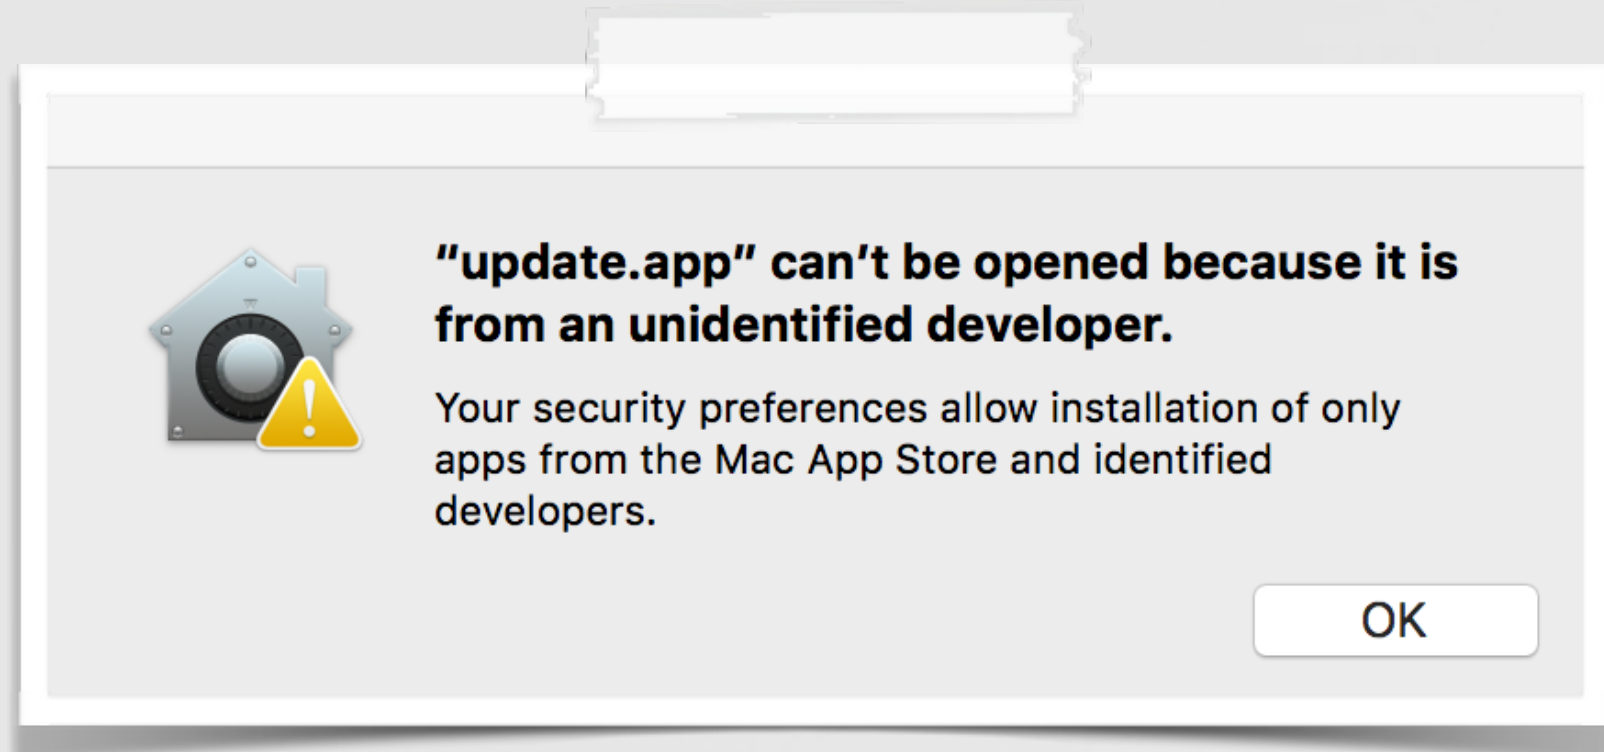 “update.app” can’t be opened because it is
from an unidentified developer.
Your security preferences allow installation of only
apps from the Mac App Store and identified
developers.
OK